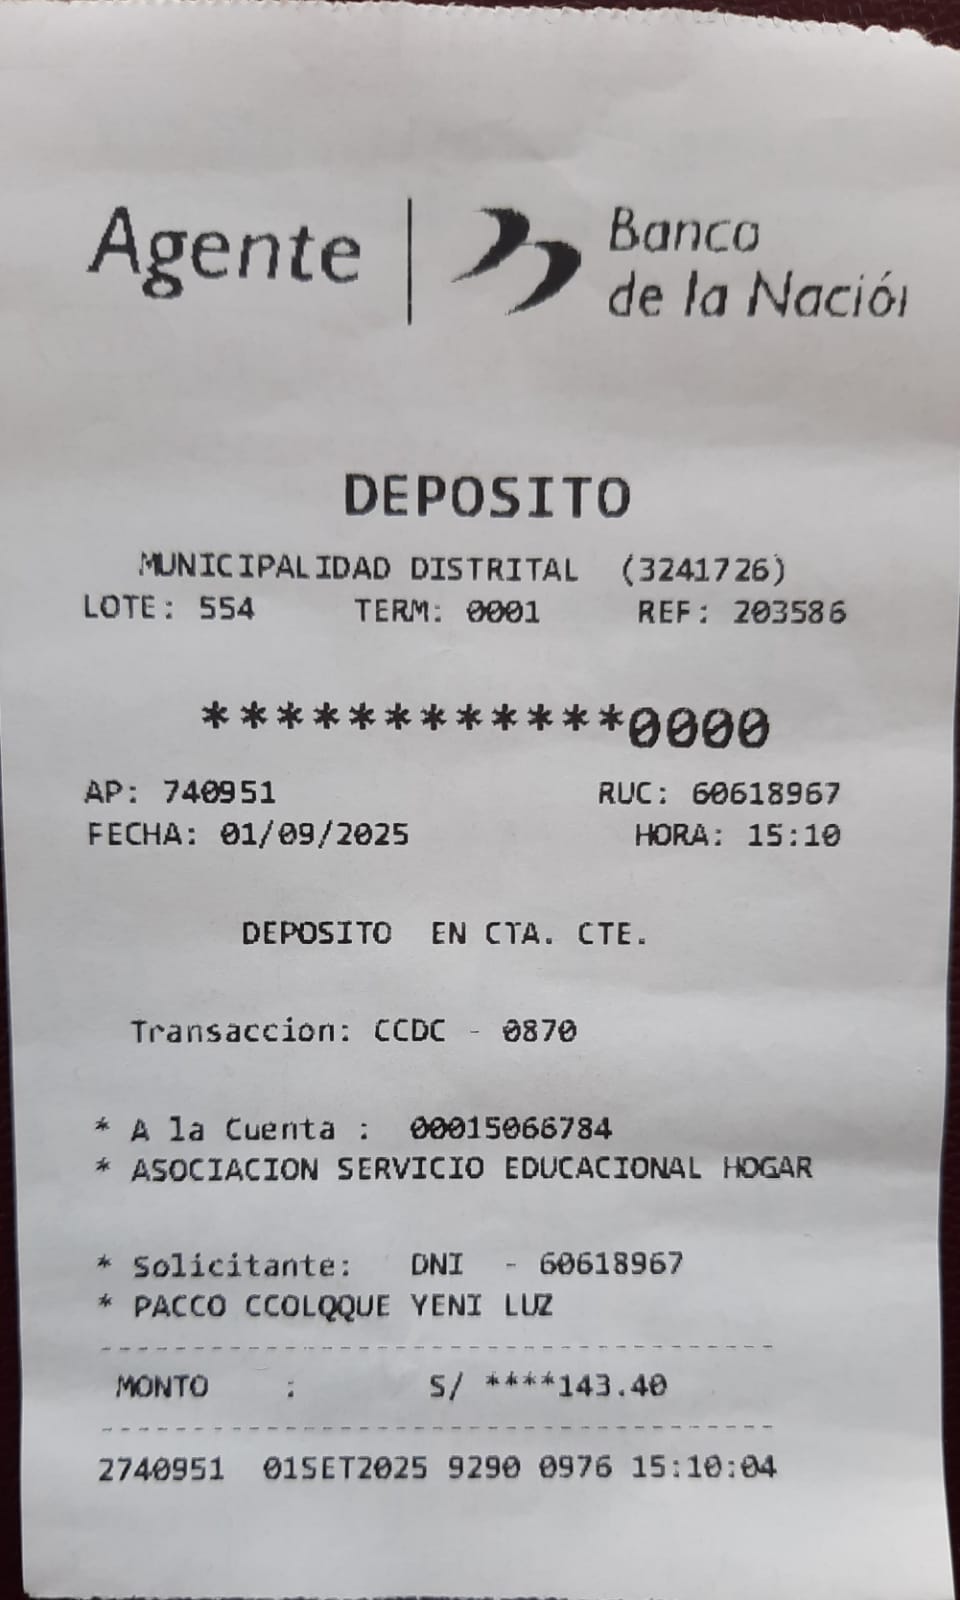 Agente
Banco
de la Nación
DEPOSITO
MUNICIPALIDAD DISTRITAL (3241726)
LOTE: 554 TERM: 0001 REF: 203586
************0000
AP: 740951 RUC: 60618967
FECHA: 01/09/2025 HORA: 15:10
DEPOSITO EN CTA. CTE.
Transaccion: CCDC - 0870
* A la Cuenta : 00015066784
* ASOCIACION SERVICIO EDUCACIONAL HOGAR
* Solicitante: DNI - 60618967
* PACCO CCOLQQUE YENI LUZ
MONTO : S/ ****143.40
2740951 01SET2025 9290 0976 15:10:04